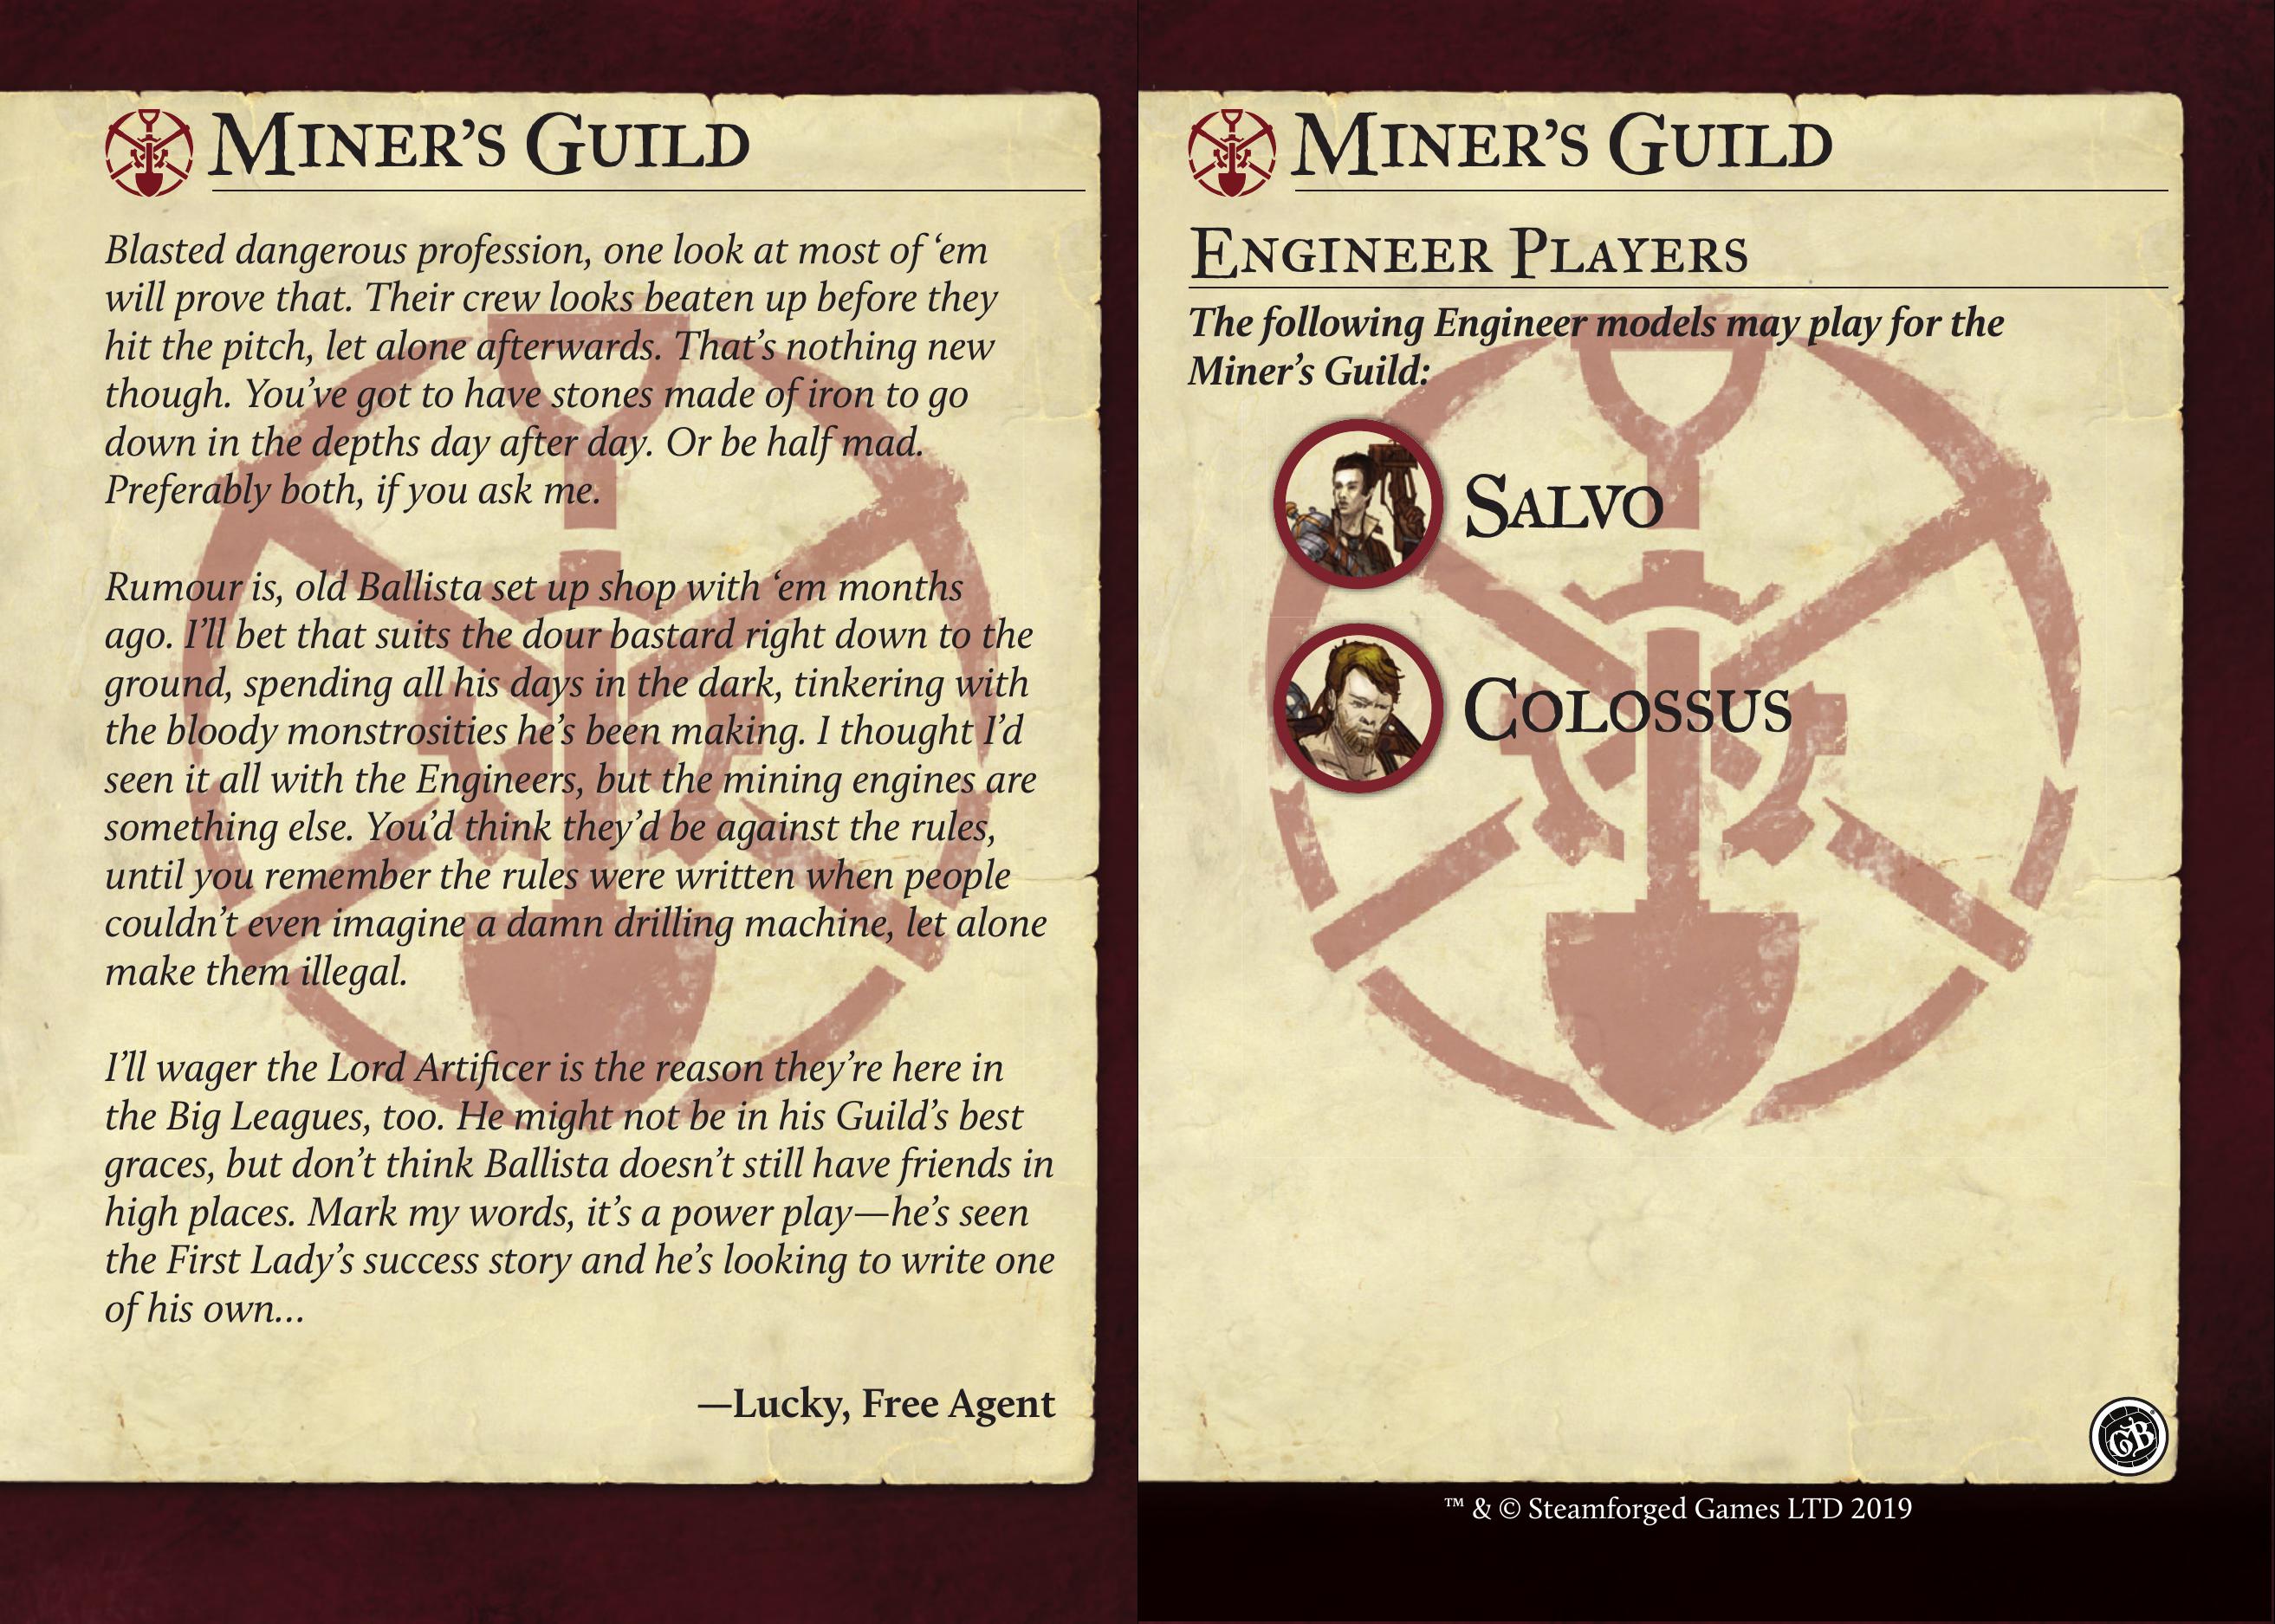 Miner's Guild
Blasted dangerous profession, one look at most of ‘em
will prove that. Their crew looks beaten up before they
hit the pitch, let alone afterwards. That’s nothing new
though. You’ve got to have stones made of iron to go
down in the depths day after day. Or be half mad.
Preferably both, if you ask me.
Rumour is, old Ballista set up shop with ‘em months
ago. I’ll bet that suits the dour bastard right down to the
ground, spending all his days in the dark, tinkering with
the bloody monstrosities he’s been making. I thought I’d
seen it all with the Engineers, but the mining engines are
something else. You’d think they’d be against the rules,
until you remember the rules were written when people
couldn’t even imagine a damn drilling machine, let alone
make them illegal.
I’ll wager the Lord Artificer is the reason they’re here in
the Big Leagues, too. He might not be in his Guild’s best
graces, but don’t think Ballista doesn’t still have friends in
high places. Mark my words, it’s a power play—he’s seen
the First Lady’s success story and he’s looking to write one
of his own…
—Lucky, Free Agent
Miner’s Guild
Engineer Players
The following Engineer models may play for the
Miner’s Guild:
Salvo
Colossus
GB
™ & © Steamforged Games LTD 2019